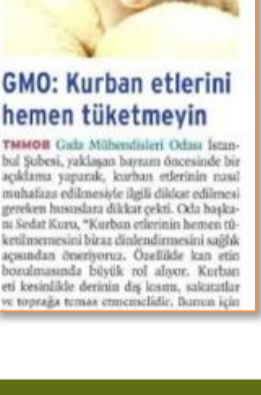 GMO: Kurban etlerini
hemen tüketmeyin
TMMOB Gıda Mühendisleri Odası İstan-
bul Şubesi, yaklaşan bayram öncesinde bir
açıklama yaparak, kurban etlerinin nasıl
muhafaza edilmesiyle ilgili dikkat edilmesi
gereken hususlara dikkat çekti. Oda başka-
nı Sedat Kuru, "Kurban etlerinin hemen tü-
ketilmemesini biraz dinlendirmesini sağlık
açısından öneriyoruz. Özellikle kan etin
bozulmasında büyük rol alıyor. Kurban
eti kesinlikle derinin dış kısmı, sakatatlar
ve toprağa temas etmemelidir. Bunun için